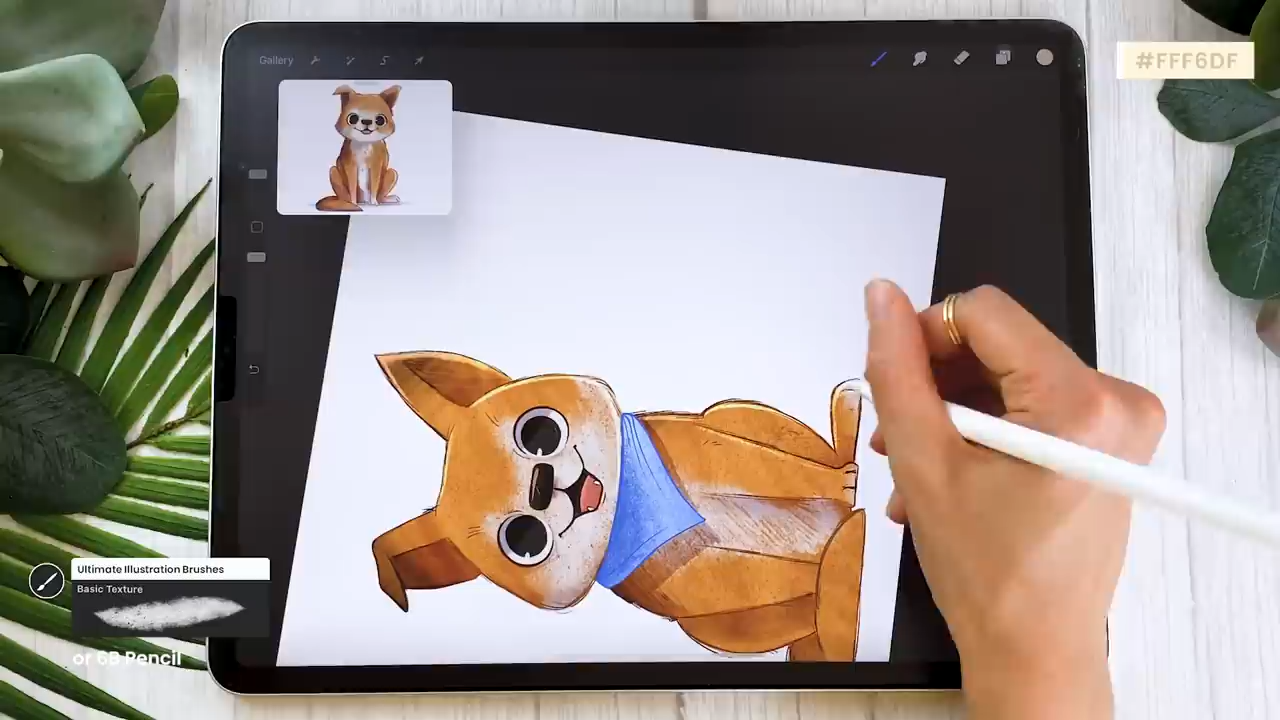 Gallery
#FFF6DF
Ultimate Illustration Brushes
Basic Texture
or 6B Pencil